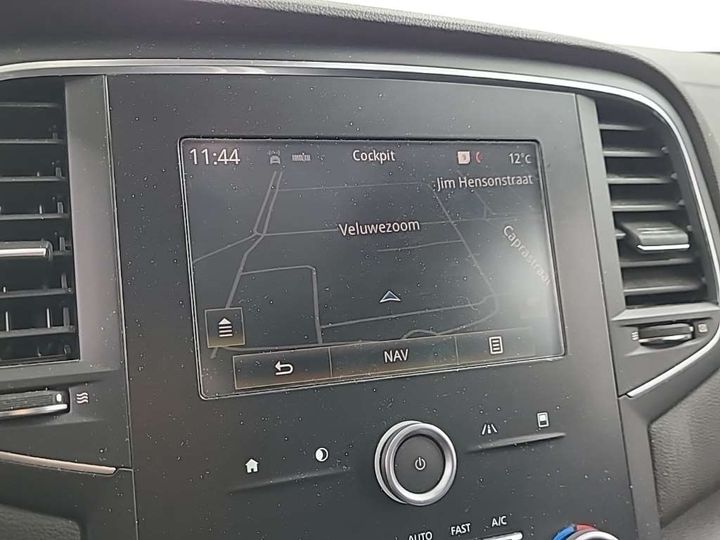 11:44 Cockpit 12°C
Jim Hensonstraat
Veluwezoom
Caprastraat
NAV
AUTO FAST A/C